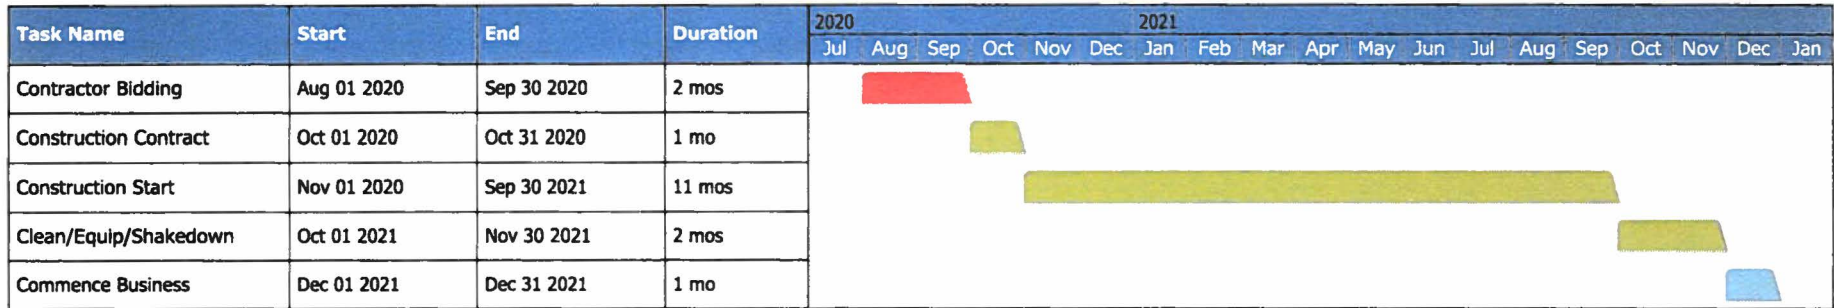 2020 2021
Task Name Start End Duration
Jul Aug Sep Oct Nov Dec Jan Feb Mar Apr May Jun Jul Aug Sep Oct Nov Dec Jan
Contractor Bidding Aug 01 2020 Sep 30 2020 2 mos
Construction Contract Oct 01 2020 Oct 31 2020 1 mo
Construction Start Nov 01 2020 Sep 30 2021 11 mos
Clean/Equip/Shakedown Oct 01 2021 Nov 30 2021 2 mos
Commence Business Dec 01 2021 Dec 31 2021 1 mo